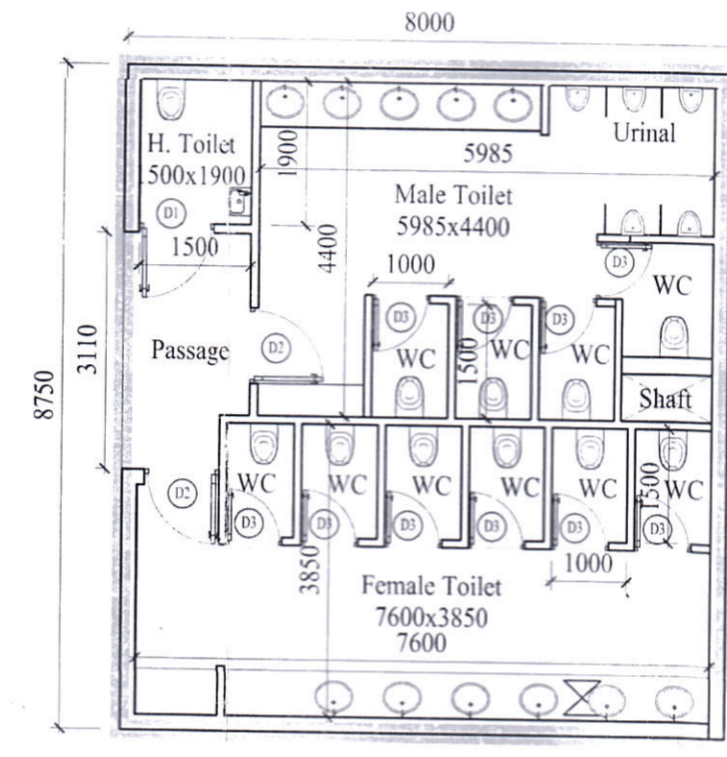 8000
H. Toilet
1500x1900
D1
1500
1900
4400
5985
Urinal
Male Toilet
5985x4400
1000
D3
WC
D3
WC
D3
WC
D3
WC
1500
Passage
D2
3110
8750
Shaft
D2
WC
D3
WC
D3
WC
D3
WC
D3
WC
D3
WC
D3
1500
3850
1000
Female Toilet
7600x3850
7600